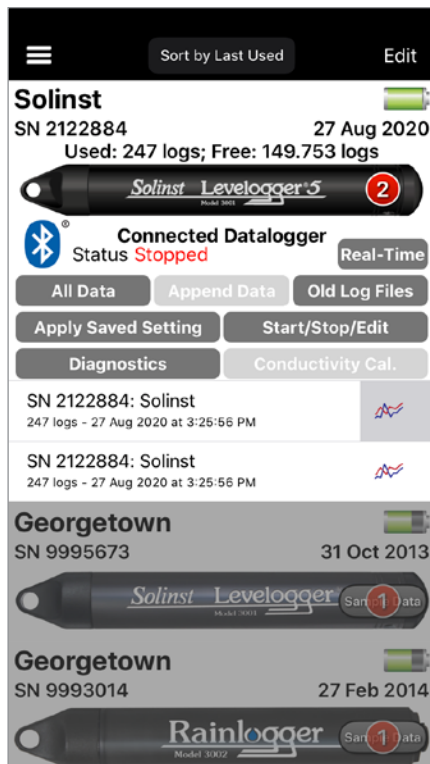 Sort by Last Used
Edit
Solinst
SN 2122884
27 Aug 2020
Used: 247 logs; Free: 149.753 logs
Solinst Levelogger®5
Model 3001
2
®
Connected Datalogger
Status Stopped
Real-Time
All Data
Append Data
Old Log Files
Apply Saved Setting
Start/Stop/Edit
Diagnostics
Conductivity Cal.
SN 2122884: Solinst
247 logs - 27 Aug 2020 at 3:25:56 PM
SN 2122884: Solinst
247 logs - 27 Aug 2020 at 3:25:56 PM
Georgetown
SN 9995673
31 Oct 2013
Solinst Levelogger
Model 3001
Sample Data
1
Georgetown
SN 9993014
27 Feb 2014
Rainlogger
Model 3002
Sample Data
1